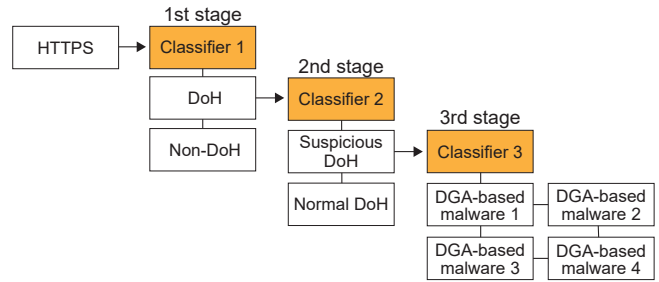 1st stage
HTTPS
Classifier 1
DoH
Non-DoH
2nd stage
Classifier 2
Suspicious
DoH
Normal DoH
3rd stage
Classifier 3
DGA-based
malware 1
DGA-based
malware 2
DGA-based
malware 3
DGA-based
malware 4